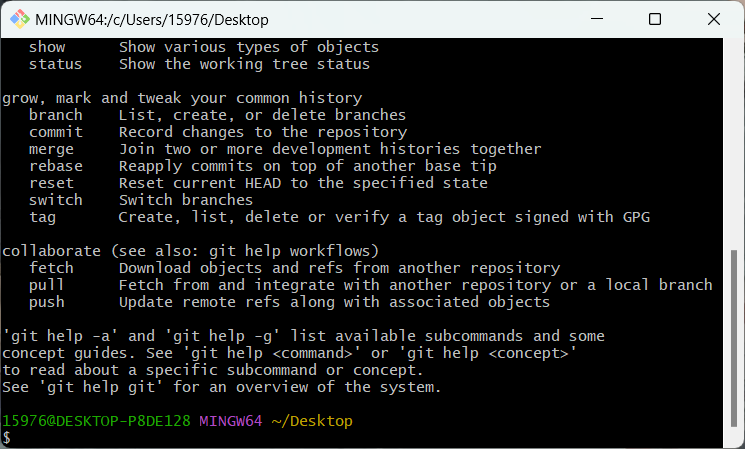 MINGW64:/c/Users/15976/Desktop
show Show various types of objects
status Show the working tree status
grow, mark and tweak your common history
branch List, create, or delete branches
commit Record changes to the repository
merge Join two or more development histories together
rebase Reapply commits on top of another base tip
reset Reset current HEAD to the specified state
switch Switch branches
tag Create, list, delete or verify a tag object signed with GPG
collaborate (see also: git help workflows)
fetch Download objects and refs from another repository
pull Fetch from and integrate with another repository or a local branch
push Update remote refs along with associated objects
'git help -a' and 'git help -g' list available subcommands and some
concept guides. See 'git help <command>' or 'git help <concept>'
to read about a specific subcommand or concept.
See 'git help git' for an overview of the system.
15976@DESKTOP-P8DE128 MINGW64 ~/Desktop
$